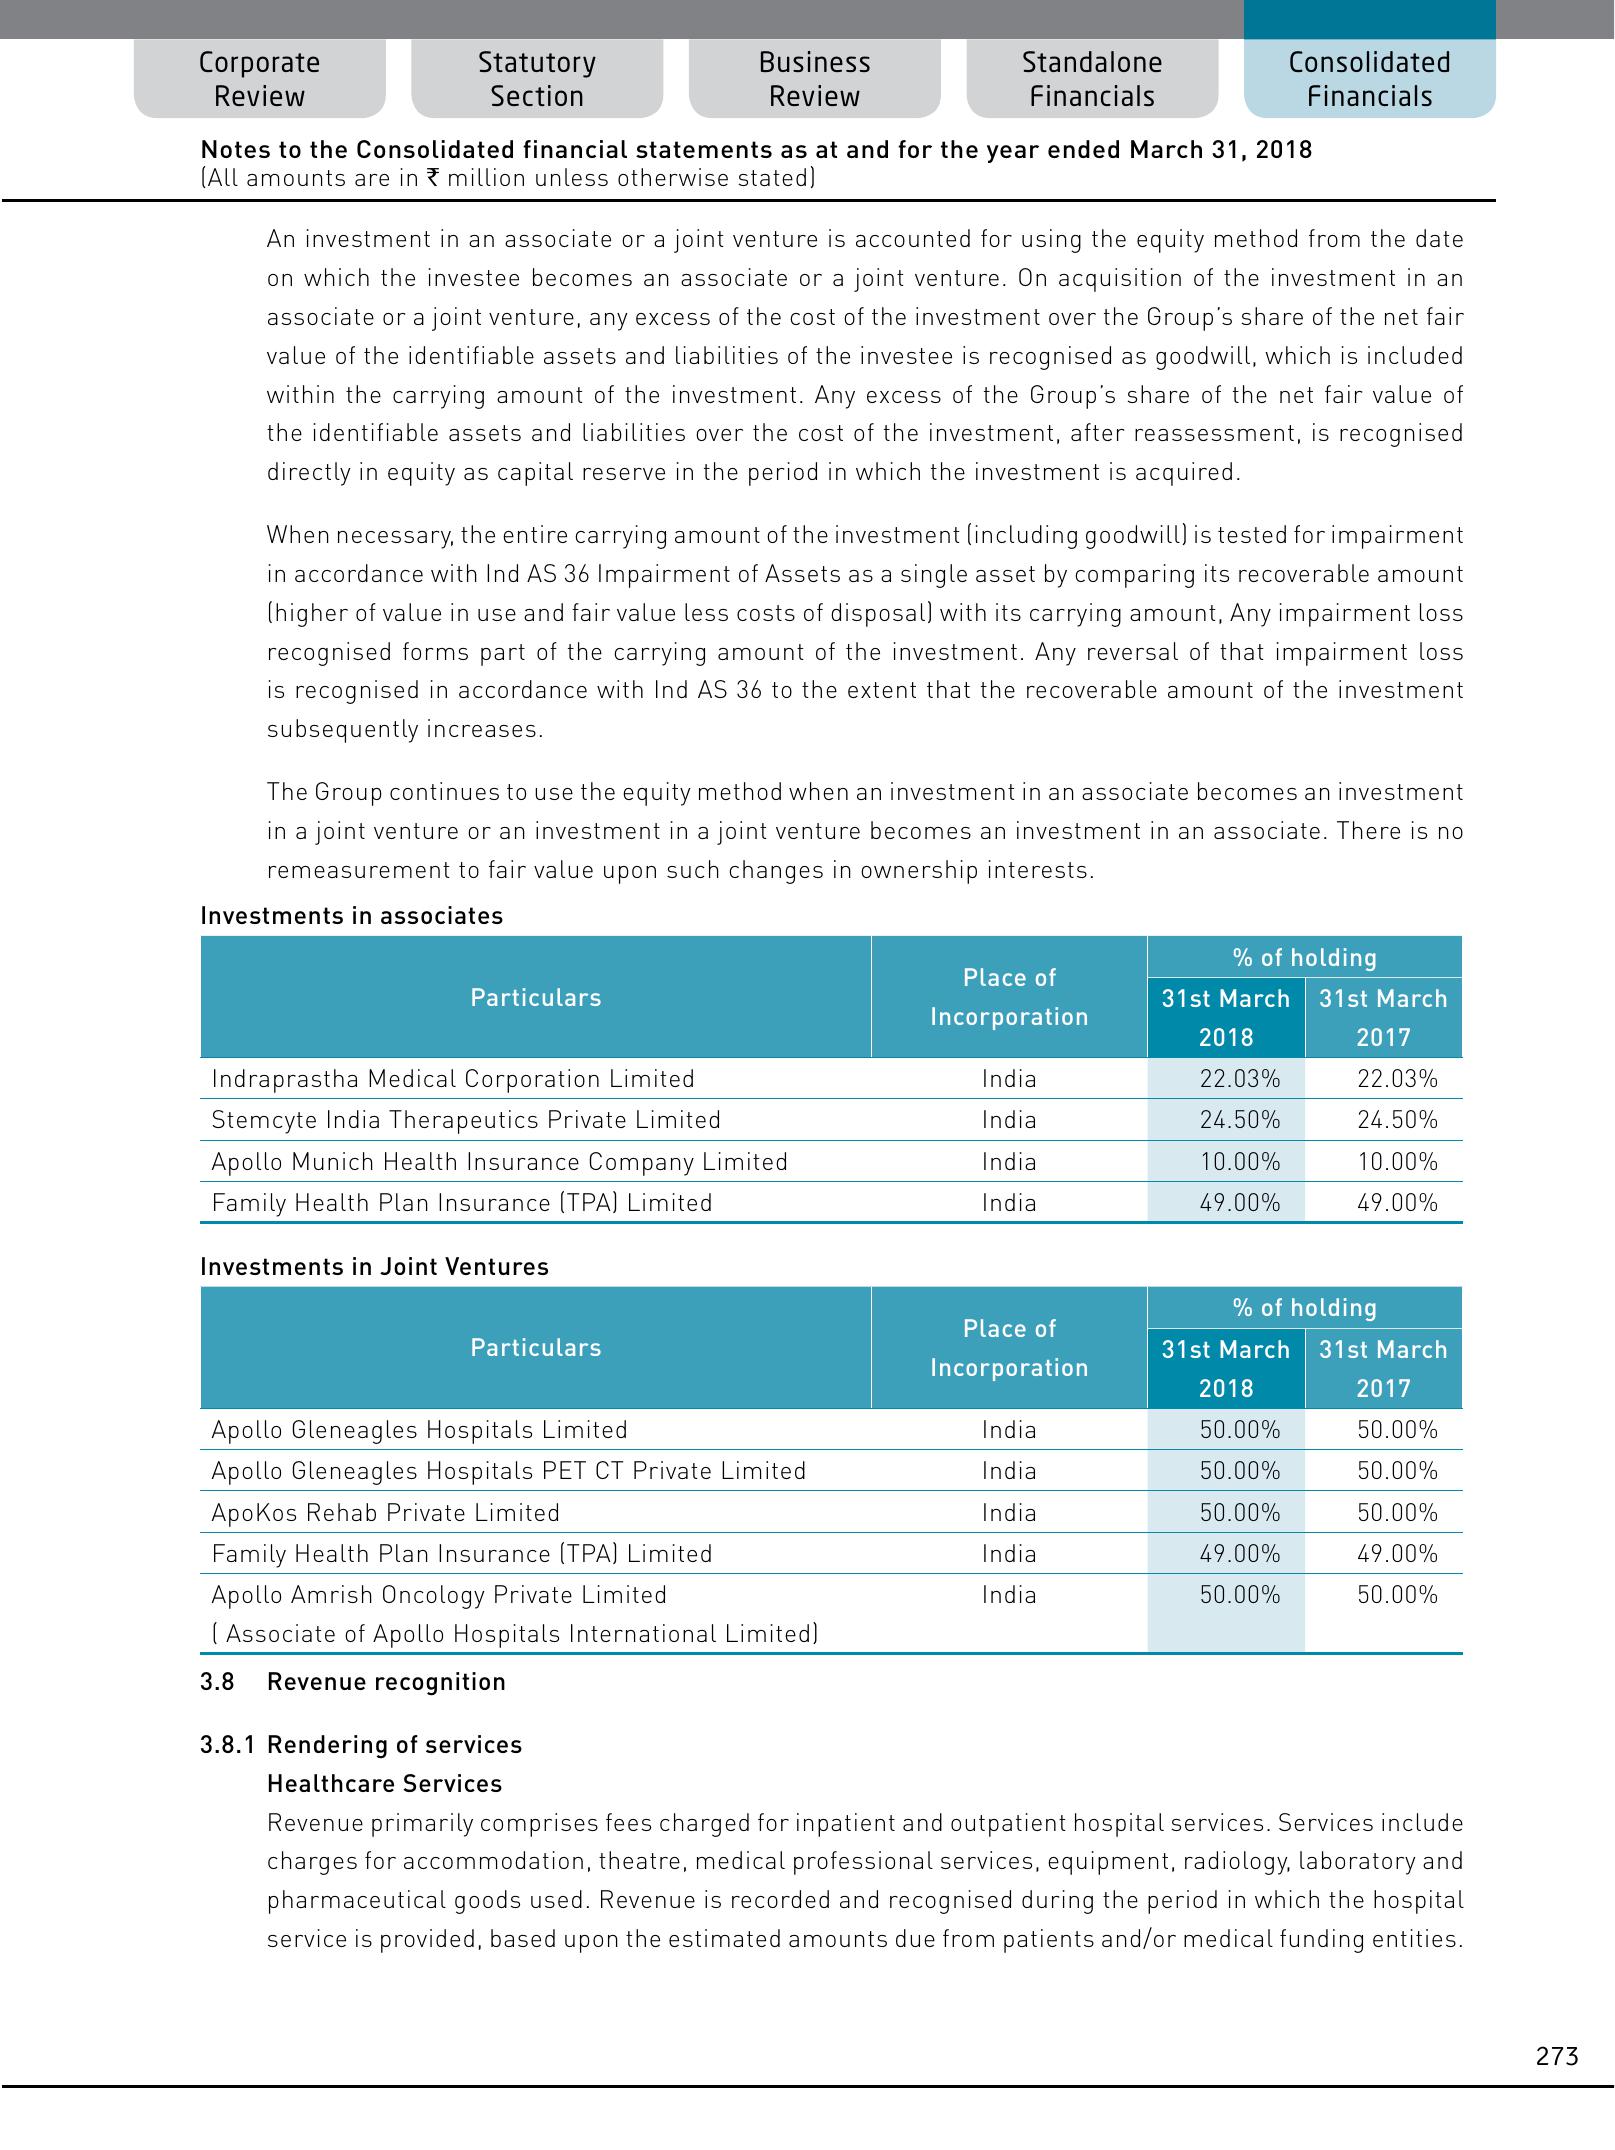 Corporate
Review
Statutory
Section
Business
Review
Standalone
Financials
Consolidated
Financials
Notes to the Consolidated financial statements as at and for the year ended March 31, 2018
(All amounts are in ₹ million unless otherwise stated)
An investment in an associate or a joint venture is accounted for using the equity method from the date
on which the investee becomes an associate or a joint venture. On acquisition of the investment in an
associate or a joint venture, any excess of the cost of the investment over the Group's share of the net fair
value of the identifiable assets and liabilities of the investee is recognised as goodwill, which is included
within the carrying amount of the investment. Any excess of the Group's share of the net fair value of
the identifiable assets and liabilities over the cost of the investment, after reassessment, is recognised
directly in equity as capital reserve in the period in which the investment is acquired.
When necessary, the entire carrying amount of the investment (including goodwill) is tested for impairment
in accordance with Ind AS 36 Impairment of Assets as a single asset by comparing its recoverable amount
(higher of value in use and fair value less costs of disposal) with its carrying amount, Any impairment loss
recognised forms part of the carrying amount of the investment. Any reversal of that impairment loss
is recognised in accordance with Ind AS 36 to the extent that the recoverable amount of the investment
subsequently increases.
The Group continues to use the equity method when an investment in an associate becomes an investment
in a joint venture or an investment in a joint venture becomes an investment in an associate. There is no
remeasurement to fair value upon such changes in ownership interests.
Investments in associates
Particulars
Place of
Incorporation
% of holding
31st March
2018
31st March
2017
Indraprastha Medical Corporation Limited India 22.03% 22.03%
Stemcyte India Therapeutics Private Limited India 24.50% 24.50%
Apollo Munich Health Insurance Company Limited India 10.00% 10.00%
Family Health Plan Insurance (TPA) Limited India 49.00% 49.00%
Investments in Joint Ventures
Particulars
Place of
Incorporation
% of holding
31st March
2018
31st March
2017
Apollo Gleneagles Hospitals Limited India 50.00% 50.00%
Apollo Gleneagles Hospitals PET CT Private Limited India 50.00% 50.00%
ApoKos Rehab Private Limited India 50.00% 50.00%
Family Health Plan Insurance (TPA) Limited India 49.00% 49.00%
Apollo Amrish Oncology Private Limited India 50.00% 50.00%
( Associate of Apollo Hospitals International Limited)
3.8 Revenue recognition
3.8.1 Rendering of services
Healthcare Services
Revenue primarily comprises fees charged for inpatient and outpatient hospital services. Services include
charges for accommodation, theatre, medical professional services, equipment, radiology, laboratory and
pharmaceutical goods used. Revenue is recorded and recognised during the period in which the hospital
service is provided, based upon the estimated amounts due from patients and/or medical funding entities.
273